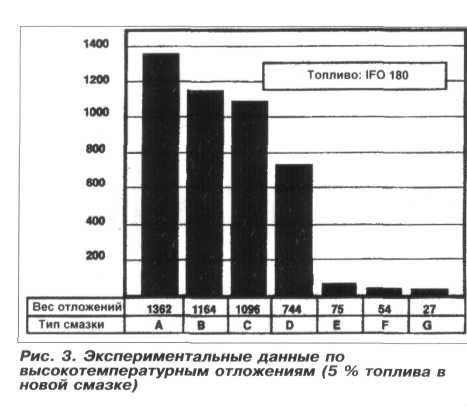 1400
1200
1000
800
600
400
200
Топливо: IFO 180
Вес отложений 1362 1164 1096 744 75 54 27
Тип смазки A B C D E F G
Рис. 3. Экспериментальные данные по
высокотемпературным отложениям (5 % топлива в
новой смазке)